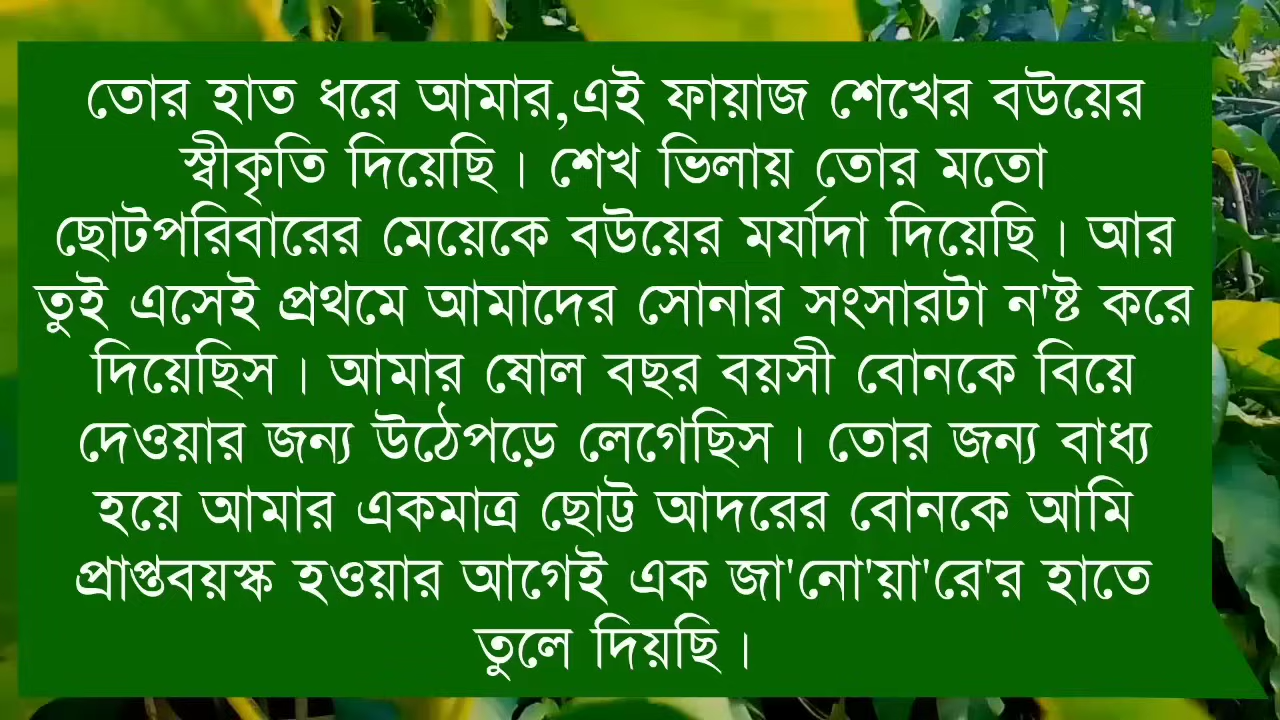 তোর হাত ধরে আমার,এই ফায়াজ শেখের বউয়ের
স্বীকৃতি দিয়েছি। শেখ ভিলায় তোর মতো
ছোটপরিবারের মেয়েকে বউয়ের মর্যাদা দিয়েছি। আর
তুই এসেই প্রথমে আমাদের সোনার সংসারটা ন'ষ্ট করে
দিয়েছিস। আমার ষোল বছর বয়সী বোনকে বিয়ে
দেওয়ার জন্য উঠেপড়ে লেগেছিস। তোর জন্য বাধ্য
হয়ে আমার একমাত্র ছোট্ট আদরের বোনকে আমি
প্রাপ্তবয়স্ক হওয়ার আগেই এক জা'নো'য়া'রে'র হাতে
তুলে দিয়ছি।